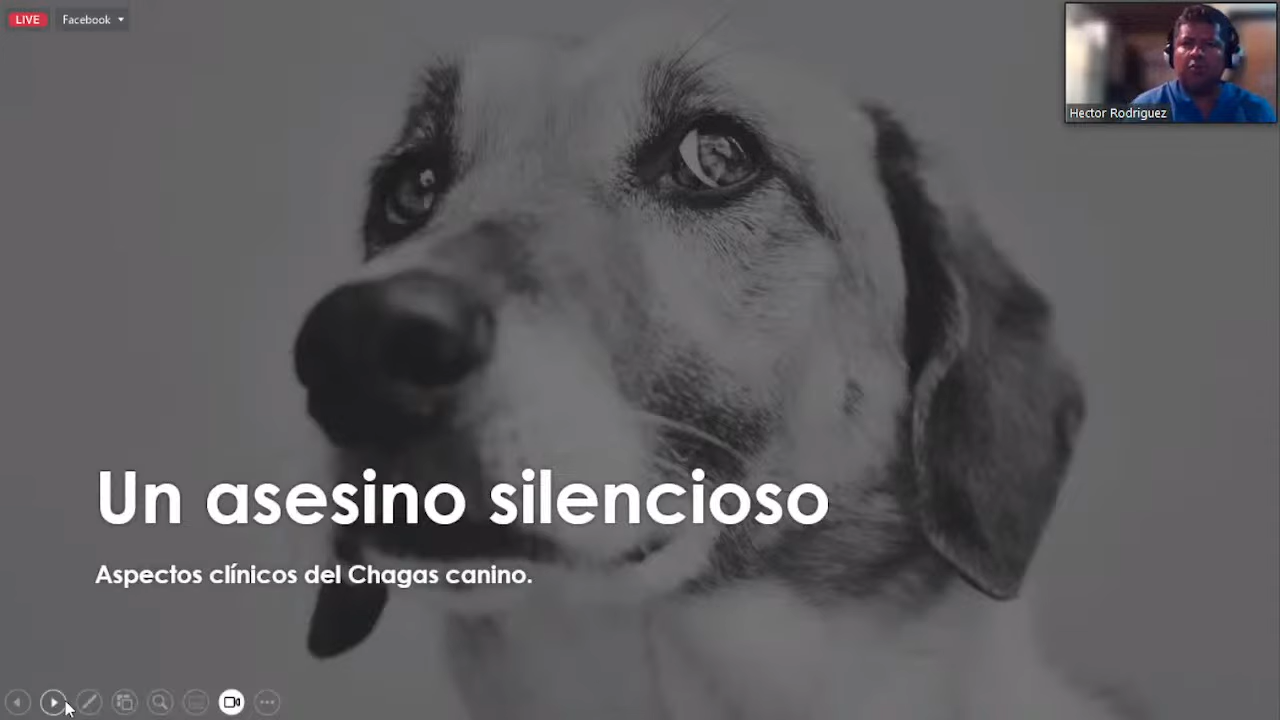 LIVE
Facebook
Hector Rodriguez
Un asesino silencioso
Aspectos clínicos del Chagas canino.